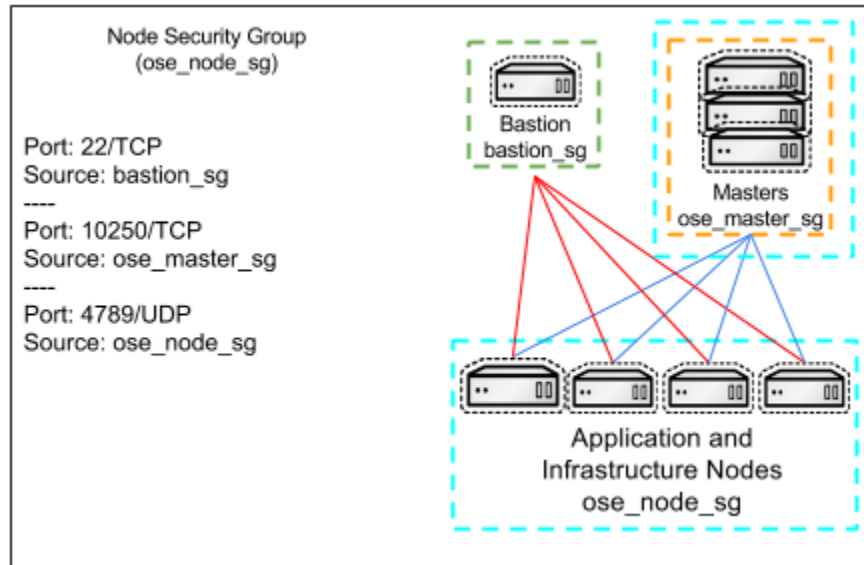 Node Security Group
(ose_node_sg)
Port: 22/TCP
Source: bastion_sg
----
Port: 10250/TCP
Source: ose_master_sg
----
Port: 4789/UDP
Source: ose_node_sg
Bastion
bastion_sg
Masters
ose_master_sg
Application and
Infrastructure Nodes
ose_node_sg